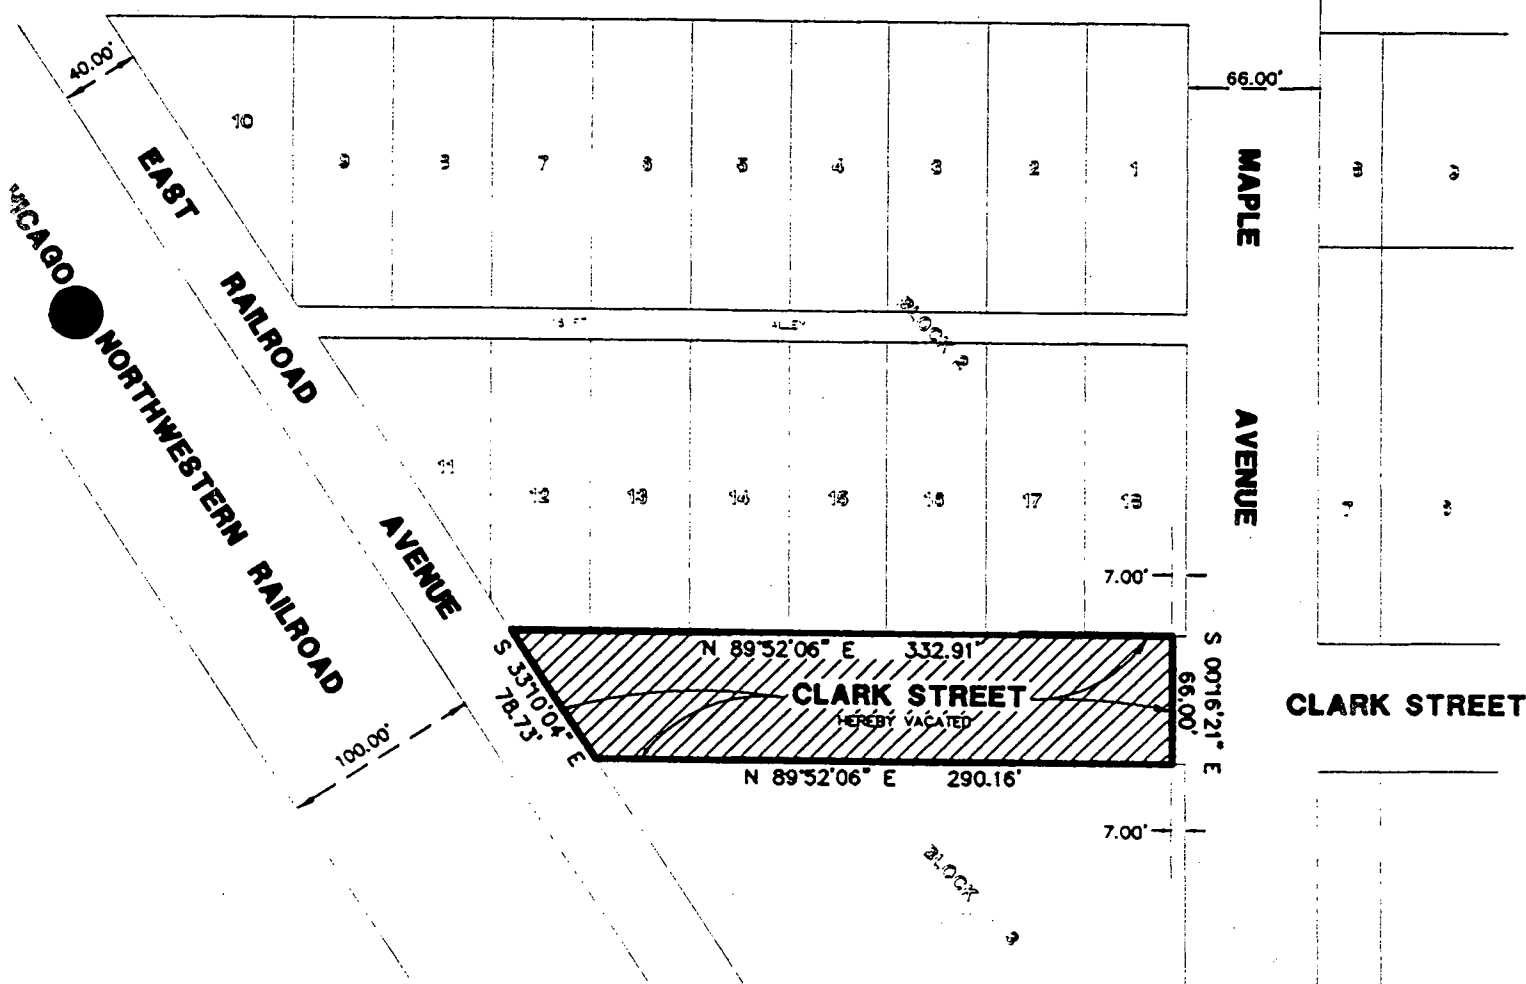 40.00'
66.00'
10
9
8
7
6
5
4
3
2
1
EAST RAILROAD AVENUE
MAPLE AVENUE
NORTHWESTERN RAILROAD
ALLEY
BLOCK 2
11
12
13
14
15
16
17
18
7.00'
N 89°52'06" E 332.91'
S 33°10'04" E
78.73'
CLARK STREET
HEREBY VACATED
66.00'
S 00°16'21" E
CLARK STREET
N 89°52'06" E 290.16'
100.00'
7.00'
BLOCK